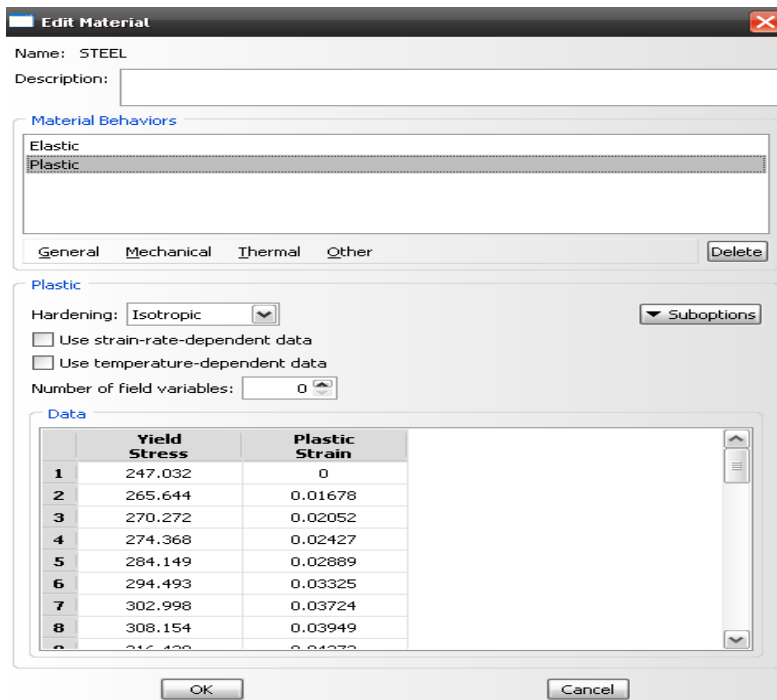 Edit Material
Name: STEEL
Description:
Material Behaviors
Elastic
Plastic
General Mechanical Thermal Other Delete
Plastic
Hardening: Isotropic Suboptions
Use strain-rate-dependent data
Use temperature-dependent data
Number of field variables: 0
Data
Yield Stress Plastic Strain
1 247.032 0
2 265.644 0.01678
3 270.272 0.02052
4 274.368 0.02427
5 284.149 0.02889
6 294.493 0.03325
7 302.998 0.03724
8 308.154 0.03949
OK Cancel